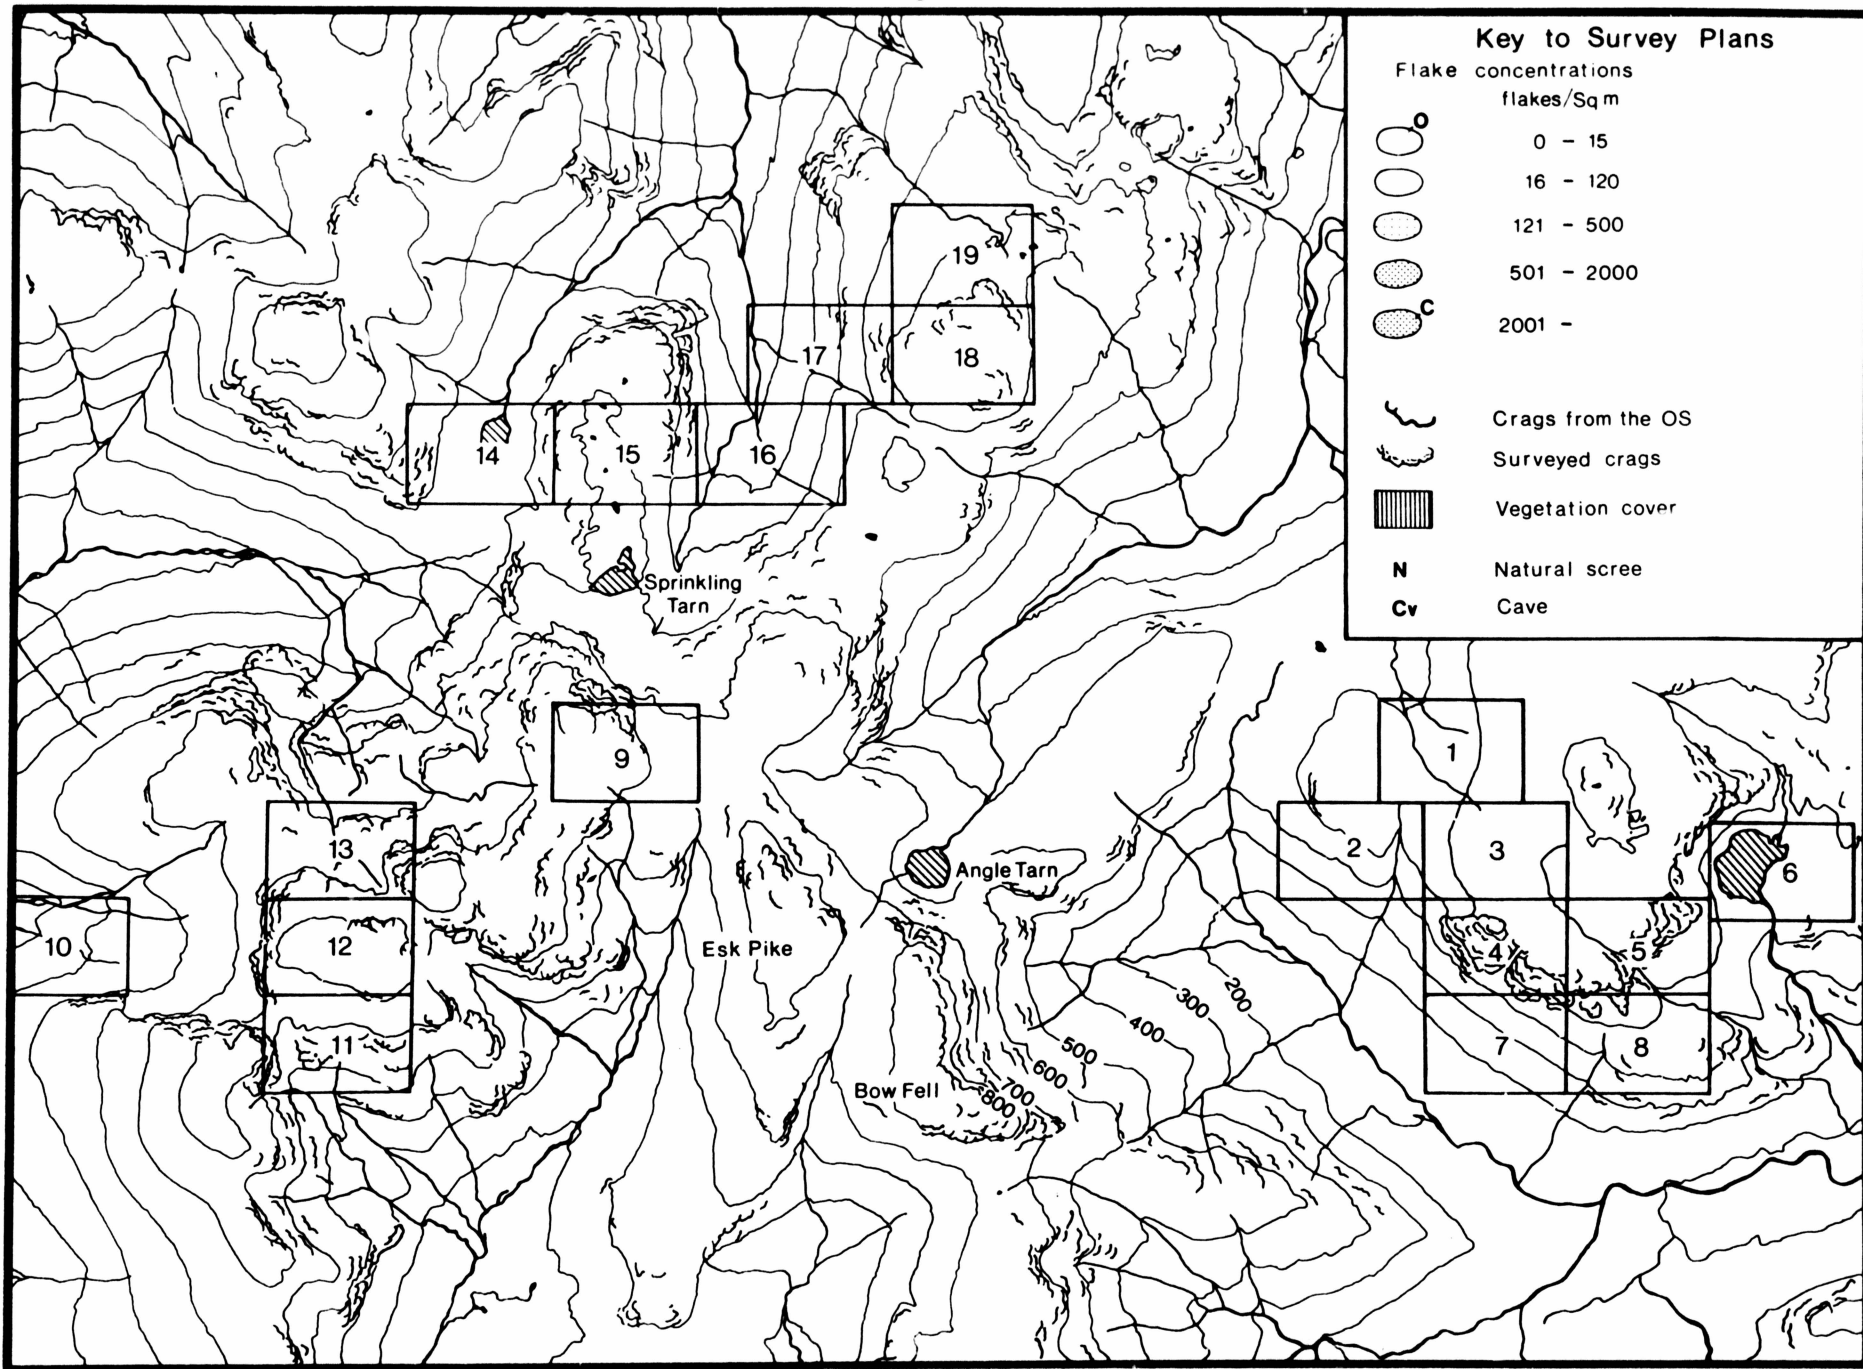 Key to Survey Plans
Flake concentrations
flakes/Sq m
O
0 – 15
16 – 120
121 – 500
501 – 2000
C
2001 –
Crags from the OS
Surveyed crags
Vegetation cover
N Natural scree
Cv Cave
19
17
18
14
15
16
Sprinkling
Tarn
9
1
13
2
3
6
Angle Tarn
10
12
Esk Pike
4
5
200
300
400
11
500
7
8
600
Bow Fell
700
800